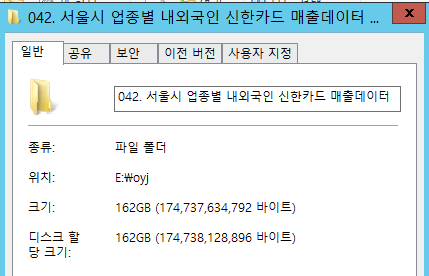 042. 서울시 업종별 내외국인 신한카드 매출데이터 ...
일반 공유 보안 이전 버전 사용자 지정
042. 서울시 업종별 내외국인 신한카드 매출데이터
종류: 파일 폴더
위치: E:\oyj
크기: 162GB (174,737,634,792 바이트)
디스크 할 162GB (174,738,128,896 바이트)
당 크기: